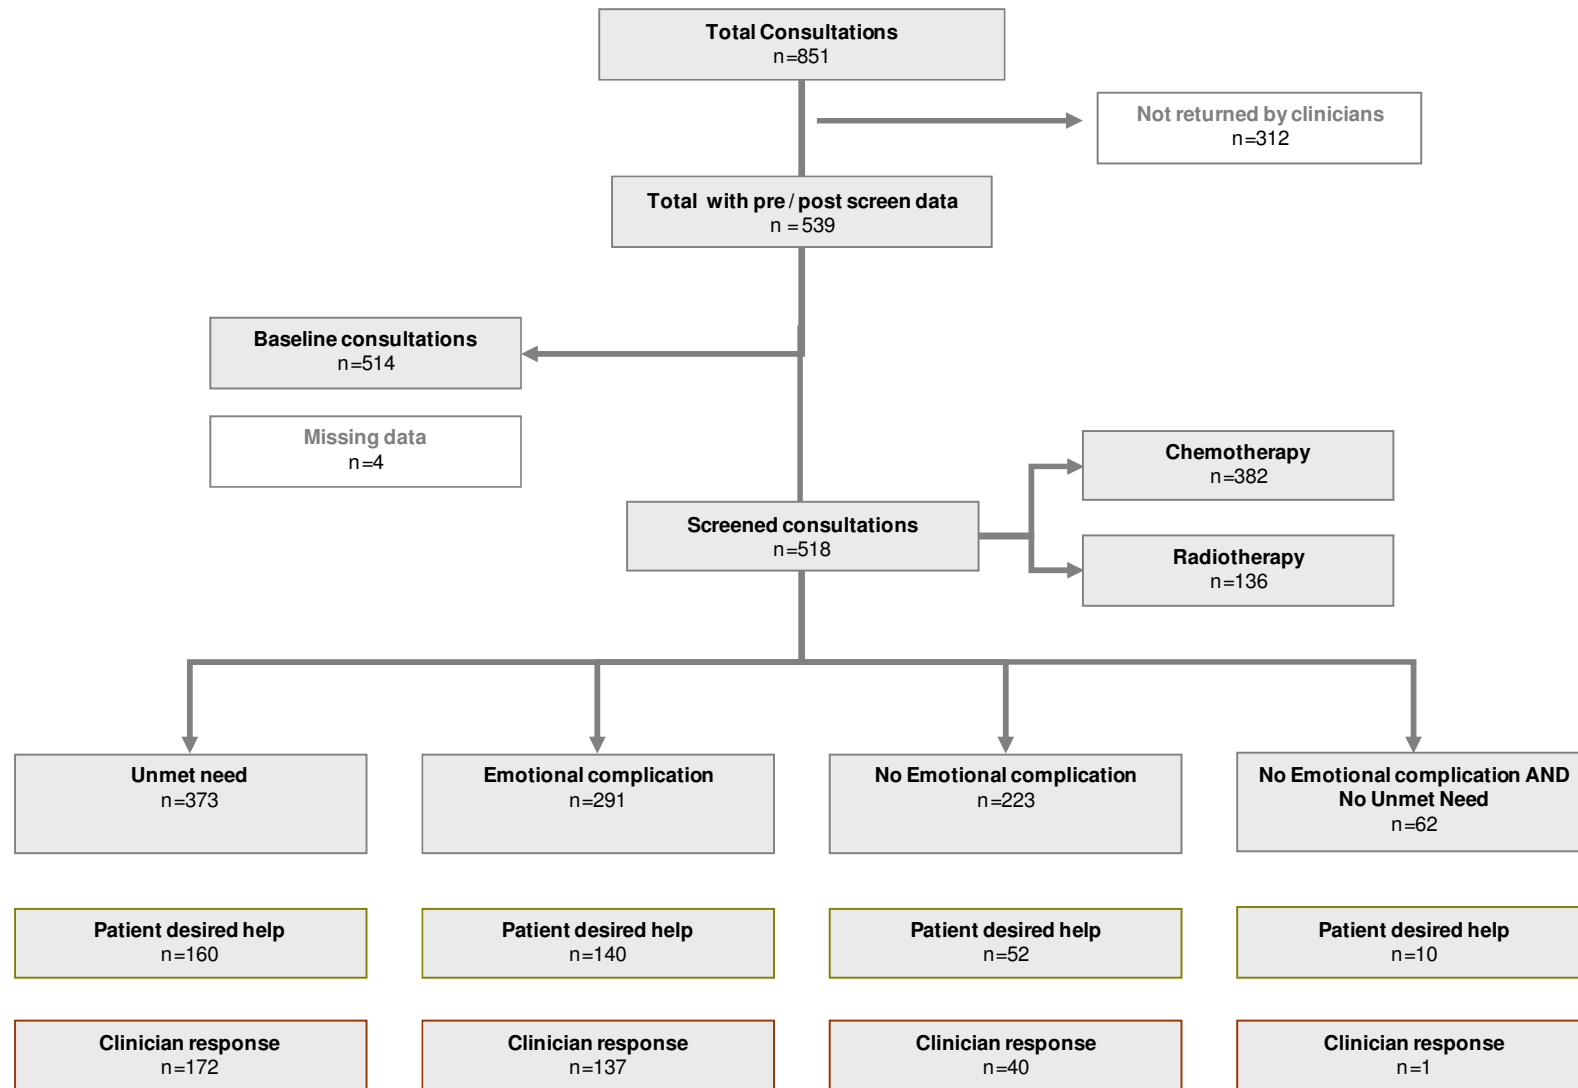 Total Consultations
n=851
Not returned by clinicians
n=312
Total with pre / post screen data
n = 539
Baseline consultations
n=514
Missing data
n=4
Chemotherapy
n=382
Screened consultations
n=518
Radiotherapy
n=136
Unmet need
n=373
Emotional complication
n=291
No Emotional complication
n=223
No Emotional complication AND
No Unmet Need
n=62
Patient desired help
n=160
Patient desired help
n=140
Patient desired help
n=52
Patient desired help
n=10
Clinician response
n=172
Clinician response
n=137
Clinician response
n=40
Clinician response
n=1